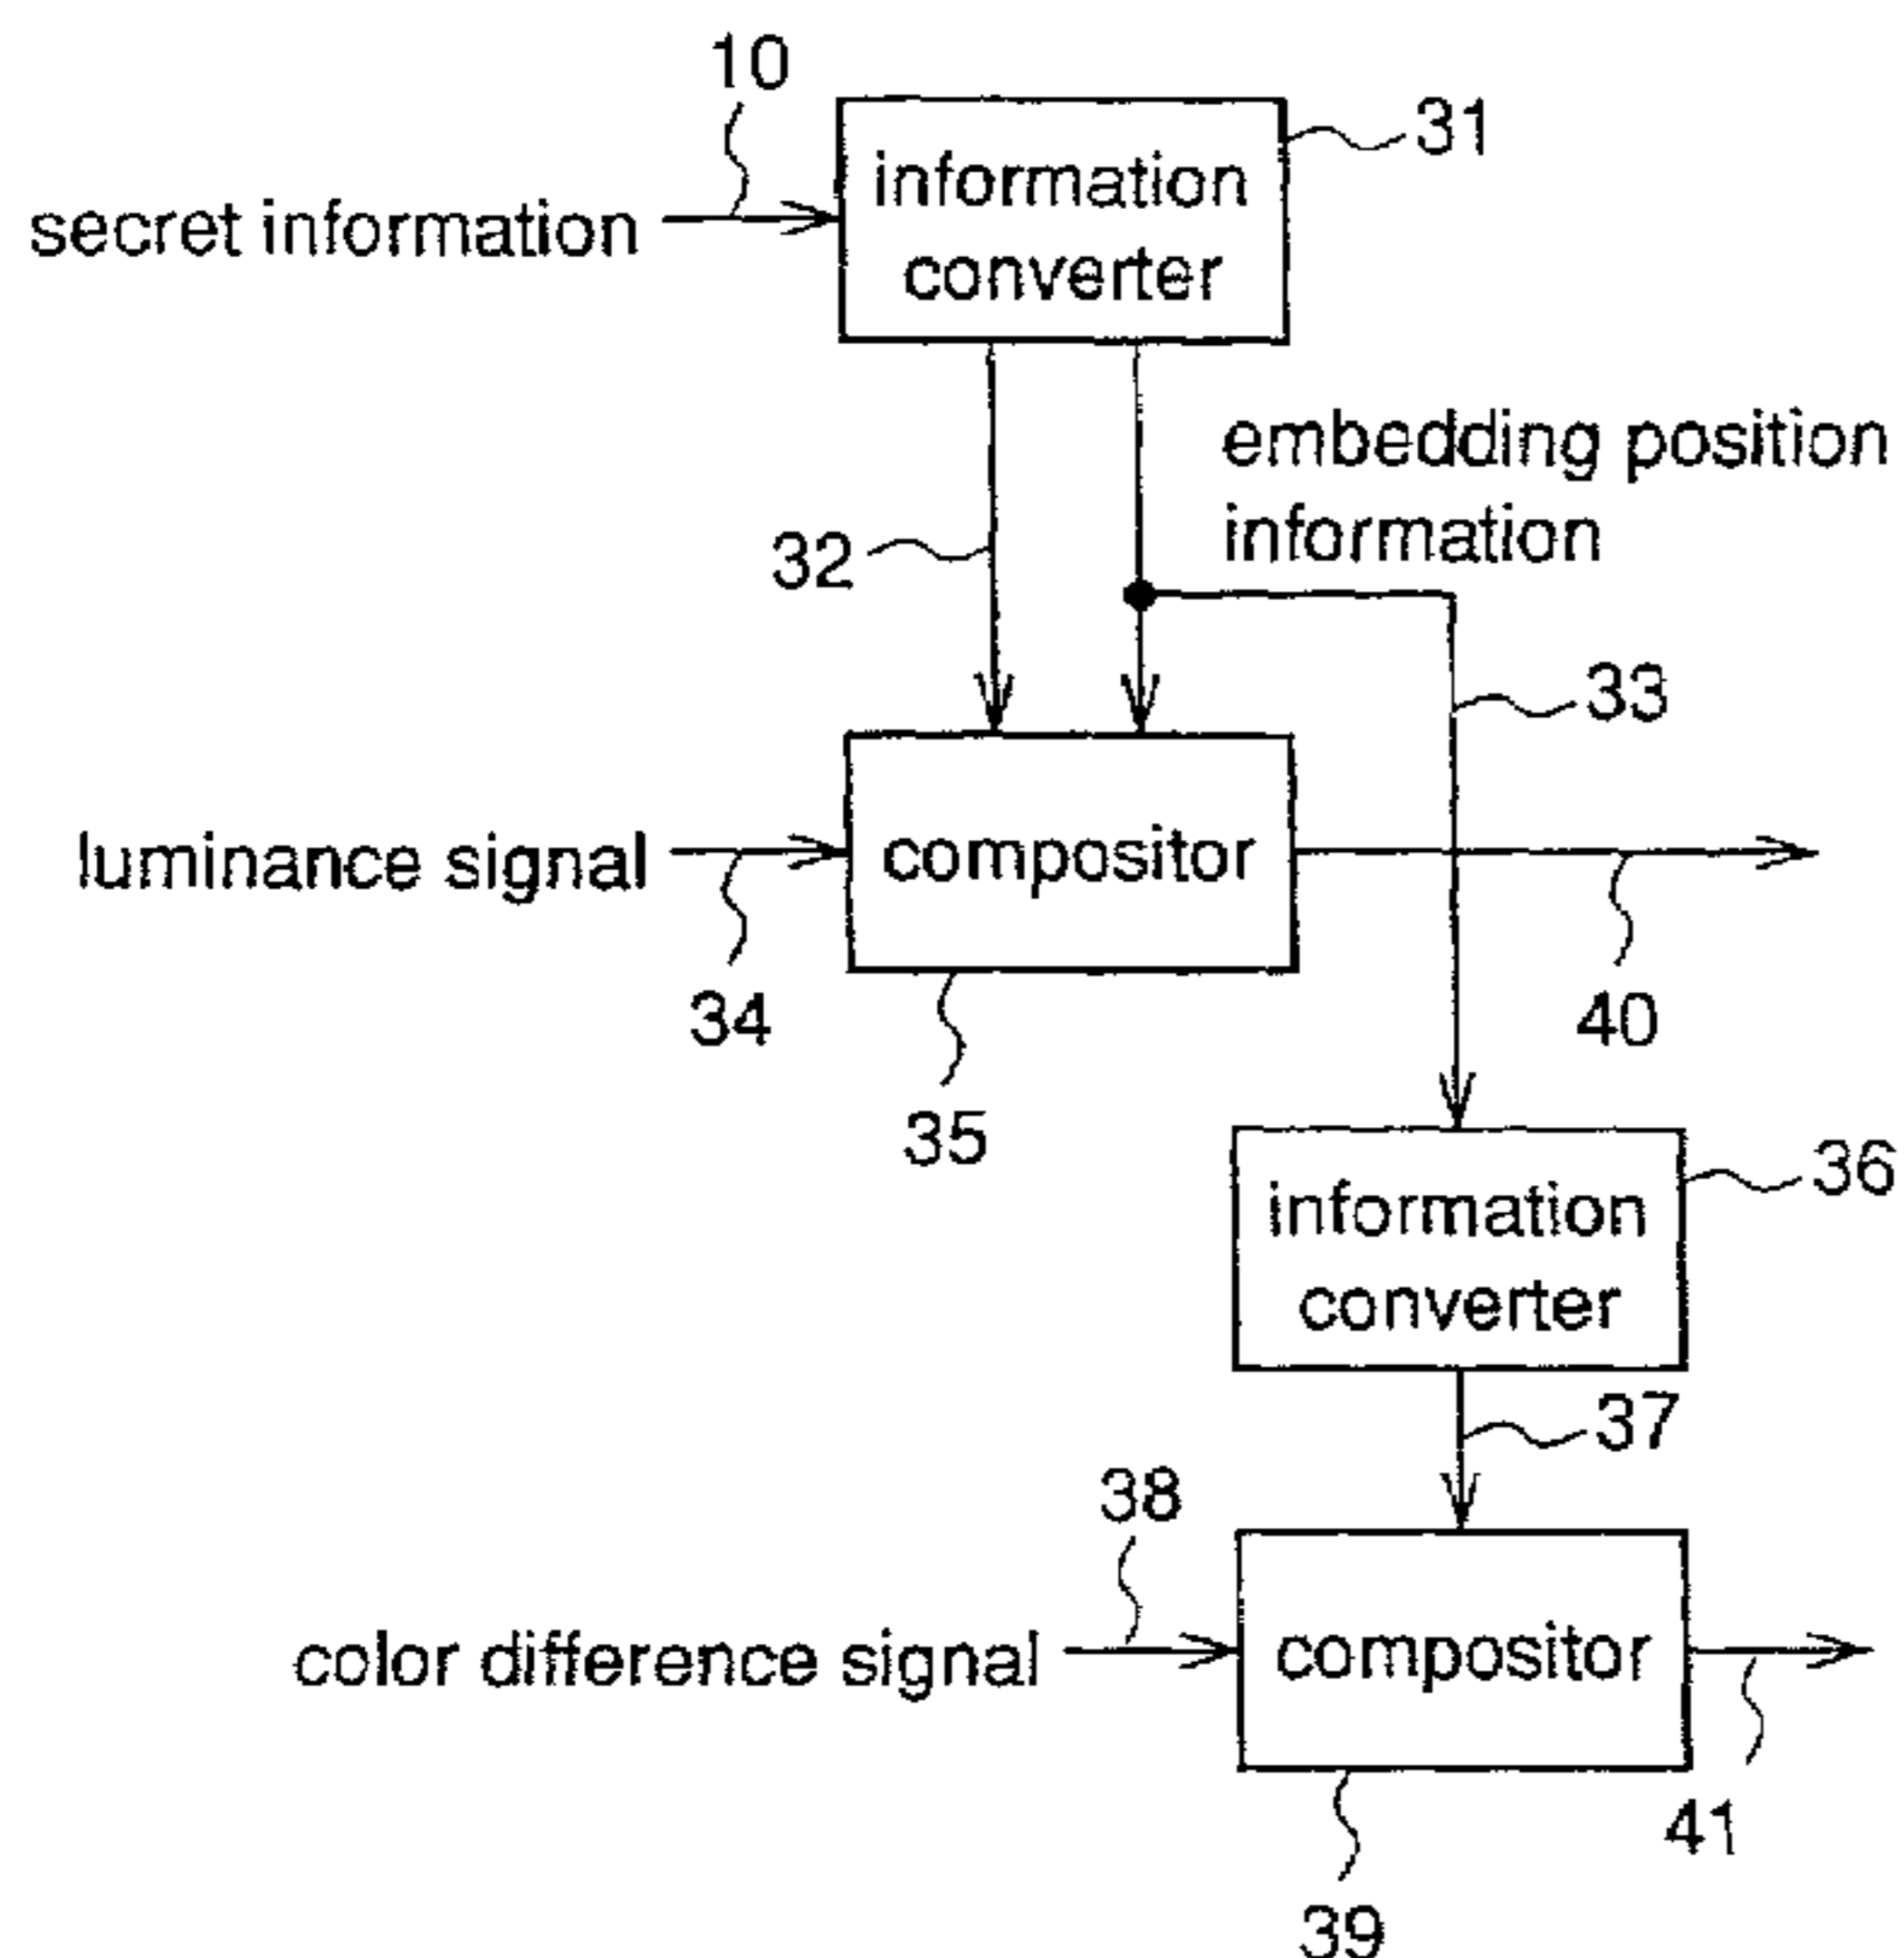 10
31
information
converter
secret information
embedding position
information
32
33
luminance signal
compositor
34
40
35
36
information
converter
37
38
color difference signal
compositor
41
39